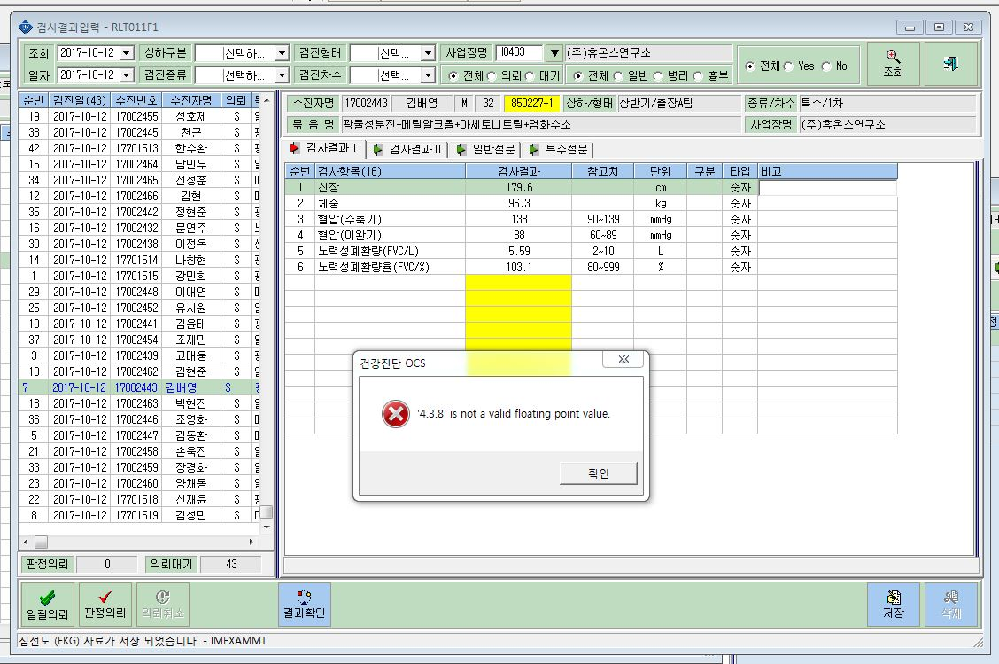 검사결과입력 - RLT011F1
조회 2017-10-12 상하구분 선택하... 검진형태 선택... 사업장명 H0483 (주)휴온스연구소
일자 2017-10-12 검진종류 선택하... 검진차수 선택... 전체 의뢰 대기 전체 일반 병리 흉부
전체 Yes No
조회
순번 검진일(43) 수진번호 수진자명 의뢰
19 2017-10-12 17002455 성호제 S
38 2017-10-12 17002445 천근 S
42 2017-10-12 17701513 한수환 S
15 2017-10-12 17002464 남민우 S
34 2017-10-12 17002465 전성훈 S
12 2017-10-12 17002466 김현 S
35 2017-10-12 17002442 정현준 S
16 2017-10-12 17002432 문연주 S
30 2017-10-12 17002438 이정옥 S
14 2017-10-12 17701514 나창현 S
1 2017-10-12 17701515 강민희 S
29 2017-10-12 17002448 이애연 S
25 2017-10-12 17002452 유시원 S
10 2017-10-12 17002441 김윤태 S
37 2017-10-12 17002454 조재민 S
3 2017-10-12 17002439 고대웅 S
13 2017-10-12 17002462 김현준 S
7 2017-10-12 17002443 김배영 S
18 2017-10-12 17002463 박현진 S
36 2017-10-12 17002446 조영화 S
5 2017-10-12 17002447 김동환 S
21 2017-10-12 17002458 손욱진 S
33 2017-10-12 17002459 장경화 S
23 2017-10-12 17002460 양채동 S
22 2017-10-12 17701518 신재윤 S
8 2017-10-12 17701519 김성민 S
판정의뢰 0 의뢰대기 43
수진자명 17002443 김배영 M 32 850227-1 상하/형태 상반기/출장A팀 종류/차수 특수/1차
묶 음 명 광물성분진+메틸알코올+아세토니트릴+염화수소 사업장명 (주)휴온스연구소
검사결과 I 검사결과 II 일반설문 특수설문
순번 검사항목(16) 검사결과 참고치 단위 구분 타입 비고
1 신장 179.6 cm 숫자
2 체중 96.3 kg 숫자
3 혈압(수축기) 138 90~139 mmHg 숫자
4 혈압(이완기) 88 60~89 mmHg 숫자
5 노력성폐활량(FVC/L) 5.59 2~10 L 숫자
6 노력성폐활량율(FVC/%) 103.1 80~999 % 숫자
건강진단 OCS
'4.3.8' is not a valid floating point value.
확인
일괄의뢰 판정의뢰 의뢰취소 결과확인 저장 삭제
심전도 (EKG) 자료가 저장 되었습니다. - IMEXAMMT